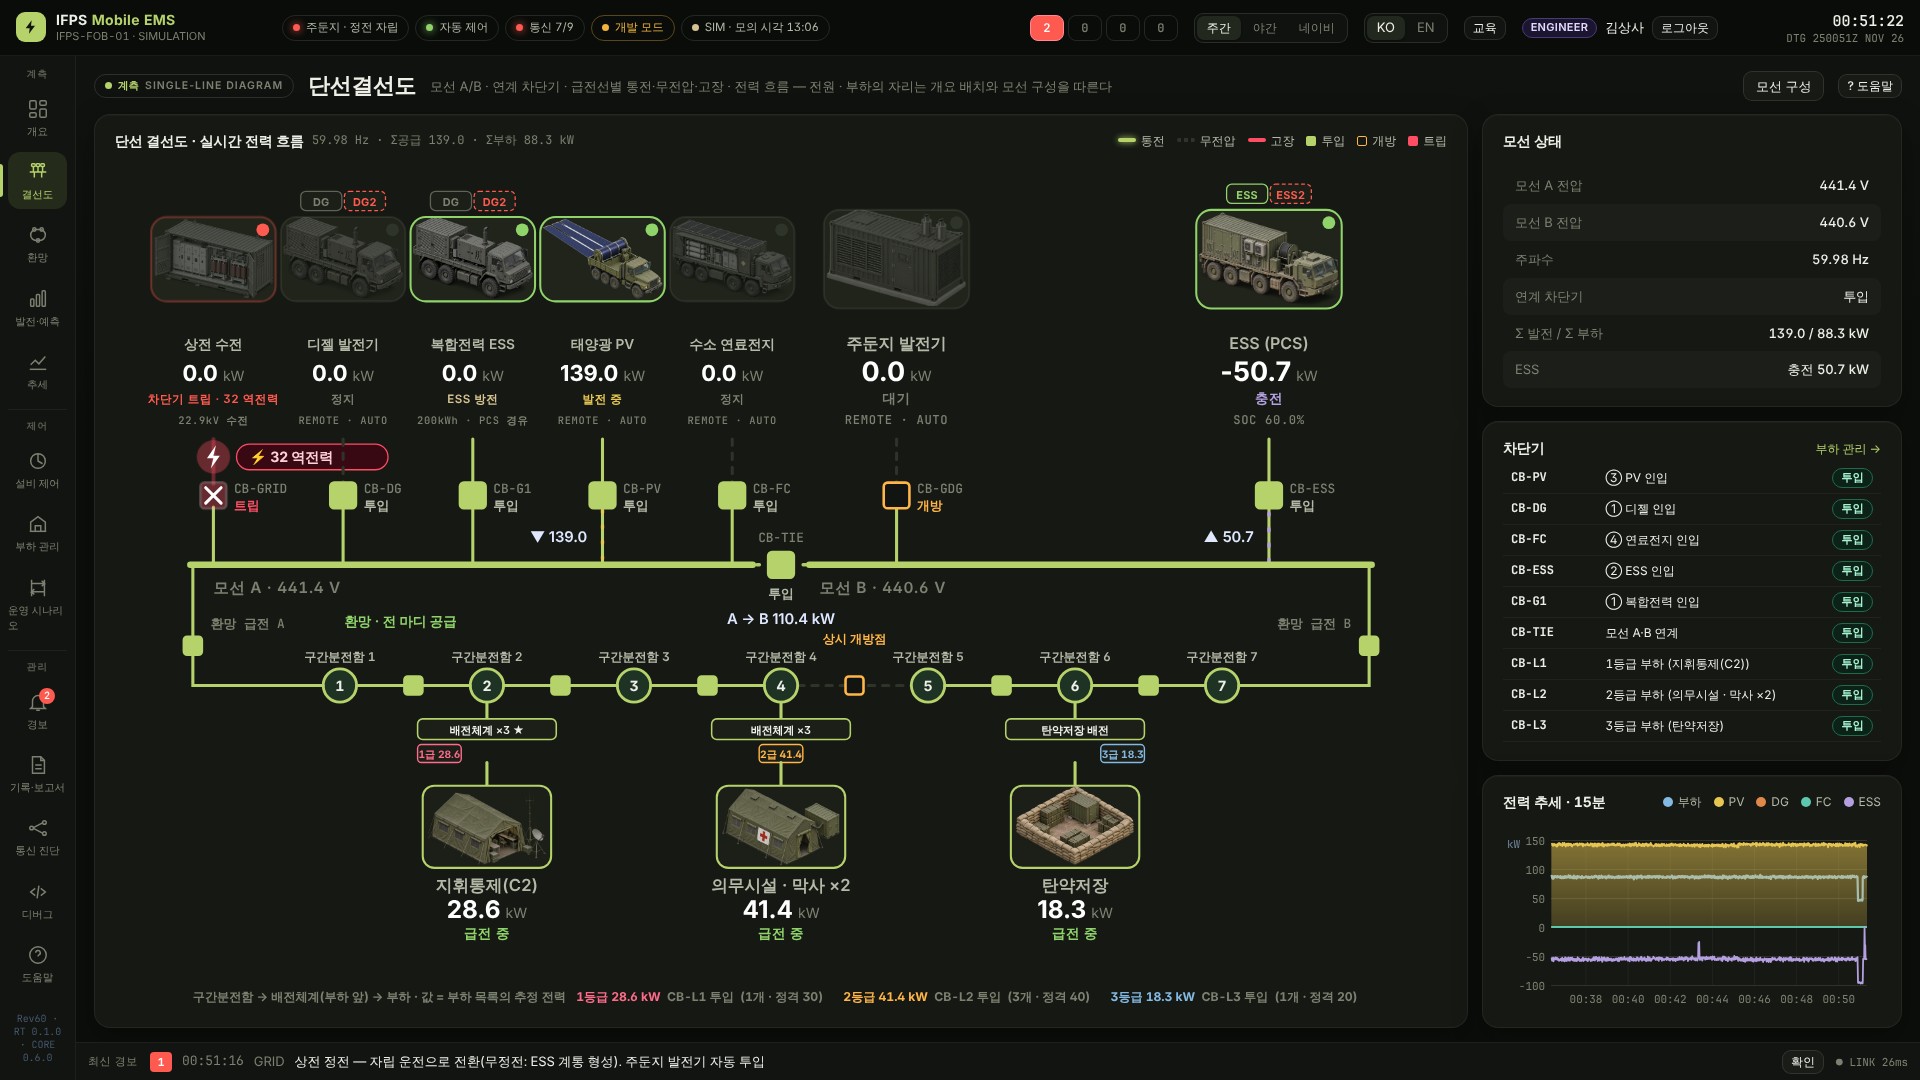 IFPS Mobile EMS
IFPS-FOB-01 · SIMULATION
주둔지 · 정전 자립
자동 제어
통신 7/9
개발 모드
SIM · 모의 시각 13:06
2 0 0 0
주간 야간 네이비
KO EN
교육
ENGINEER 김상사 로그아웃
00:51:22
DTG 250051Z NOV 26
계측
개요
결선도
환망
발전·예측
추세
제어
설비 제어
부하 관리
운영 시나리오
관리
2
경보
기록·보고서
통신 진단
디버그
도움말
Rev60 ·
RT 0.1.0
· CORE
0.6.0
계측 SINGLE-LINE DIAGRAM
단선결선도
모선 A/B · 연계 차단기 · 급전선별 통전·무전압·고장 · 전력 흐름 — 전원 · 부하의 자리는 개요 배치와 모선 구성을 따른다
모선 구성
? 도움말
단선 결선도 · 실시간 전력 흐름 59.98 Hz · Σ공급 139.0 · Σ부하 88.3 kW
통전 무전압 고장 투입 개방 트립
DG DG2
DG DG2
ESS ESS2
상전 수전
0.0 kW
차단기 트립 · 32 역전력
22.9kV 수전
디젤 발전기
0.0 kW
정지
REMOTE · AUTO
복합전력 ESS
0.0 kW
ESS 방전
200kWh · PCS 경유
태양광 PV
139.0 kW
발전 중
REMOTE · AUTO
수소 연료전지
0.0 kW
정지
REMOTE · AUTO
주둔지 발전기
0.0 kW
대기
REMOTE · AUTO
ESS (PCS)
-50.7 kW
충전
SOC 60.0%
⚡ 32 역전력
CB-GRID
트립
CB-DG
투입
CB-G1
투입
CB-PV
투입
CB-FC
투입
CB-GDG
개방
CB-ESS
투입
▼ 139.0
▲ 50.7
CB-TIE
투입
모선 A · 441.4 V
모선 B · 440.6 V
A → B 110.4 kW
환망 급전 A
환망 · 전 마디 공급
상시 개방점
환망 급전 B
구간분전함 1
구간분전함 2
구간분전함 3
구간분전함 4
구간분전함 5
구간분전함 6
구간분전함 7
1 2 3 4 5 6 7
배전체계 ×3 ★
배전체계 ×3
탄약저장 배전
1급 28.6
2급 41.4
3급 18.3
지휘통제(C2)
28.6 kW
급전 중
의무시설 · 막사 ×2
41.4 kW
급전 중
탄약저장
18.3 kW
급전 중
구간분전함 → 배전체계(부하 앞) → 부하 · 값 = 부하 목록의 추정 전력 1등급 28.6 kW CB-L1 투입 (1개 · 정격 30) 2등급 41.4 kW CB-L2 투입 (3개 · 정격 40) 3등급 18.3 kW CB-L3 투입 (1개 · 정격 20)
모선 상태
모선 A 전압 441.4 V
모선 B 전압 440.6 V
주파수 59.98 Hz
연계 차단기 투입
Σ 발전 / Σ 부하 139.0 / 88.3 kW
ESS 충전 50.7 kW
차단기 부하 관리 →
CB-PV ③ PV 인입 투입
CB-DG ① 디젤 인입 투입
CB-FC ④ 연료전지 인입 투입
CB-ESS ② ESS 인입 투입
CB-G1 ① 복합전력 인입 투입
CB-TIE 모선 A·B 연계 투입
CB-L1 1등급 부하 (지휘통제(C2)) 투입
CB-L2 2등급 부하 (의무시설 · 막사 ×2) 투입
CB-L3 3등급 부하 (탄약저장) 투입
전력 추세 · 15분
부하 PV DG FC ESS
kW 150
100
50
0
-50
-100
00:38 00:40 00:42 00:44 00:46 00:48 00:50
최신 경보 1 00:51:16 GRID 상전 정전 — 자립 운전으로 전환(무정전: ESS 계통 형성). 주둔지 발전기 자동 투입
확인
LINK 26ms